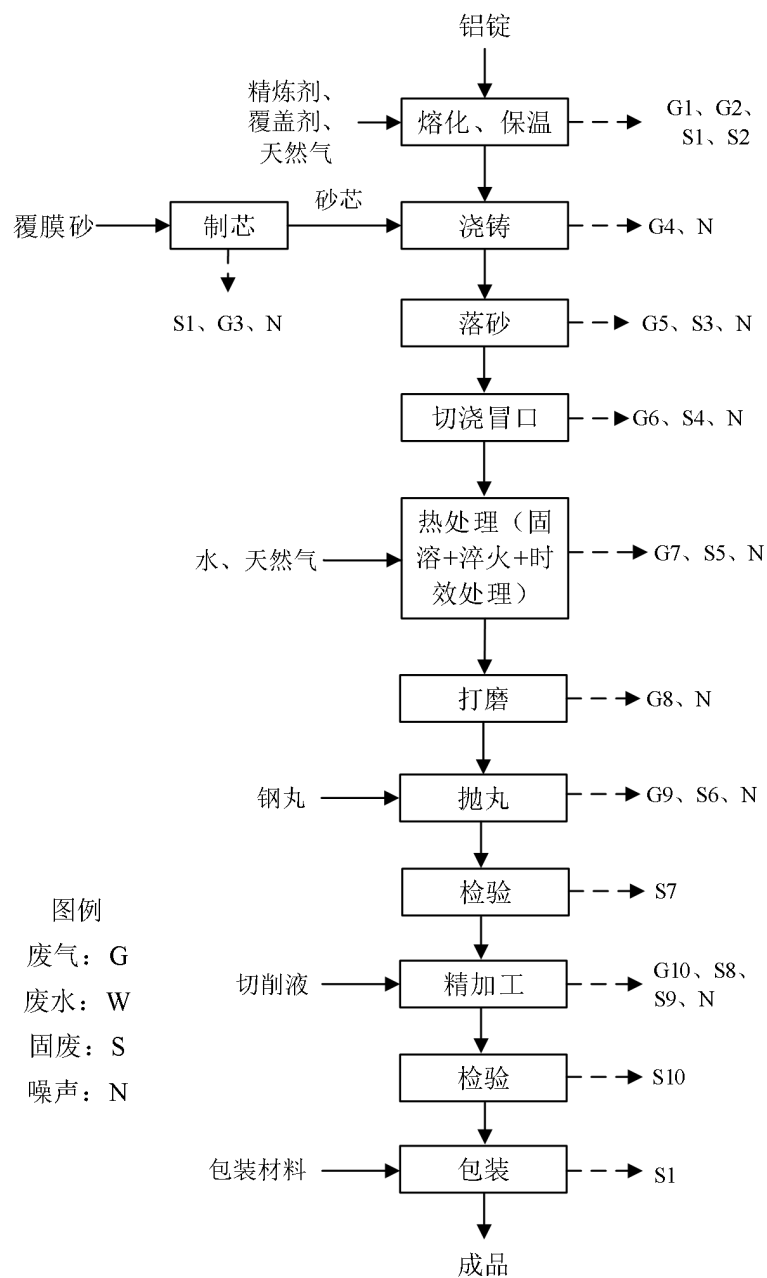 铝锭
精炼剂、
覆盖剂、
天然气
熔化、保温
G1、G2、
S1、S2
覆膜砂
制芯
砂芯
浇铸
G4、N
S1、G3、N
落砂
G5、S3、N
切浇冒口
G6、S4、N
水、天然气
热处理（固
溶+淬火+时
效处理）
G7、S5、N
打磨
G8、N
钢丸
抛丸
G9、S6、N
检验
S7
切削液
精加工
G10、S8、
S9、N
检验
S10
包装材料
包装
S1
成品
图例
废气：G
废水：W
固废：S
噪声：N